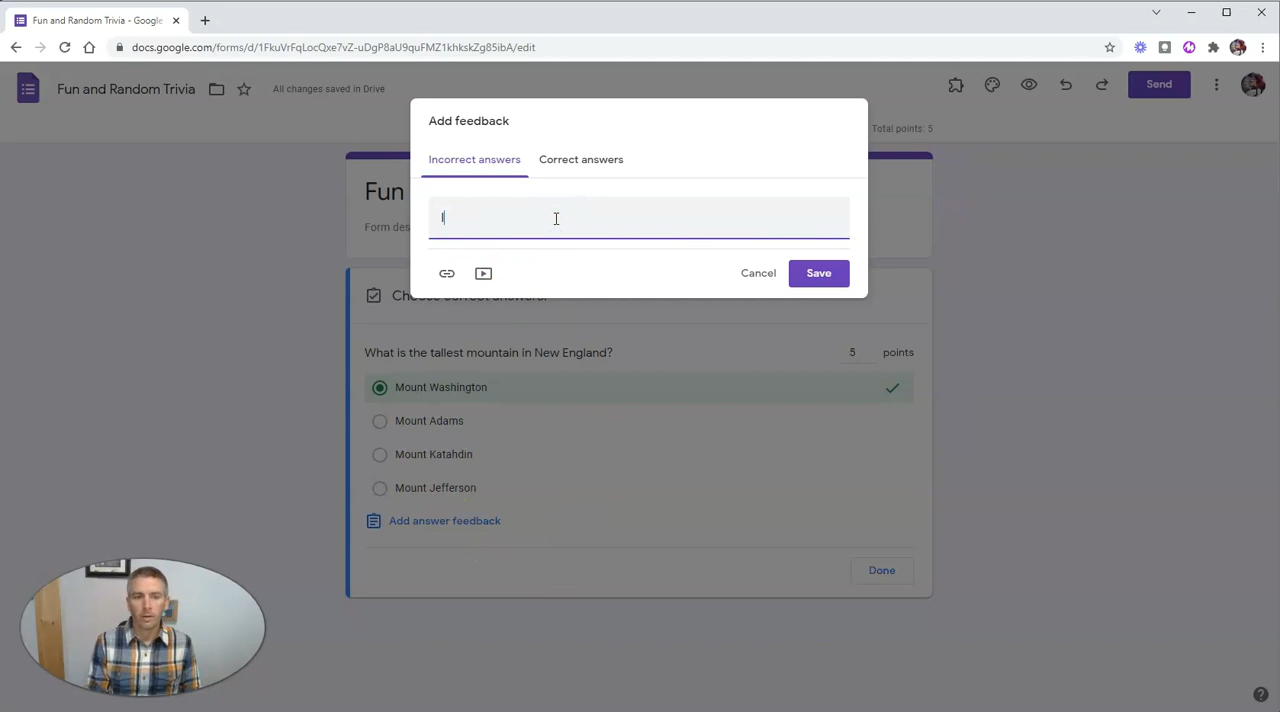 Fun and Random Trivia - Google
docs.google.com/forms/d/1FkuVrFqLocQxe7vZ-uDgP8aU9quFMZ1khkskZg85ibA/edit
Fun and Random Trivia
All changes saved in Drive
Send
Total points: 5
Add feedback
Incorrect answers
Correct answers
I
Cancel
Save
Fun
Form des
Choose correct answers:
What is the tallest mountain in New England?
5 points
Mount Washington
Mount Adams
Mount Katahdin
Mount Jefferson
Add answer feedback
Done